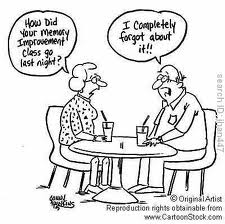 How Did
Your Memory
Improvement
Class go
last night?
I Completely
forgot about
it!!
© Original Artist
Reproduction rights obtainable from
www.CartoonStock.com